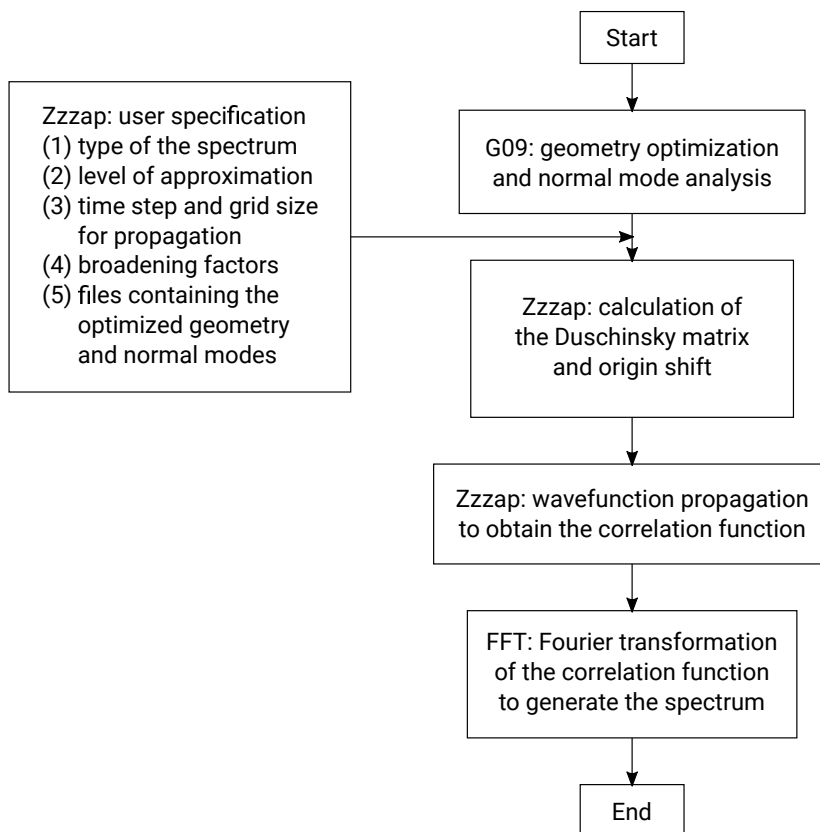 Start
Zzzap: user specification
(1) type of the spectrum
(2) level of approximation
(3) time step and grid size
for propagation
(4) broadening factors
(5) files containing the
optimized geometry
and normal modes
G09: geometry optimization
and normal mode analysis
Zzzap: calculation of
the Duschinsky matrix
and origin shift
Zzzap: wavefunction propagation
to obtain the correlation function
FFT: Fourier transformation
of the correlation function
to generate the spectrum
End